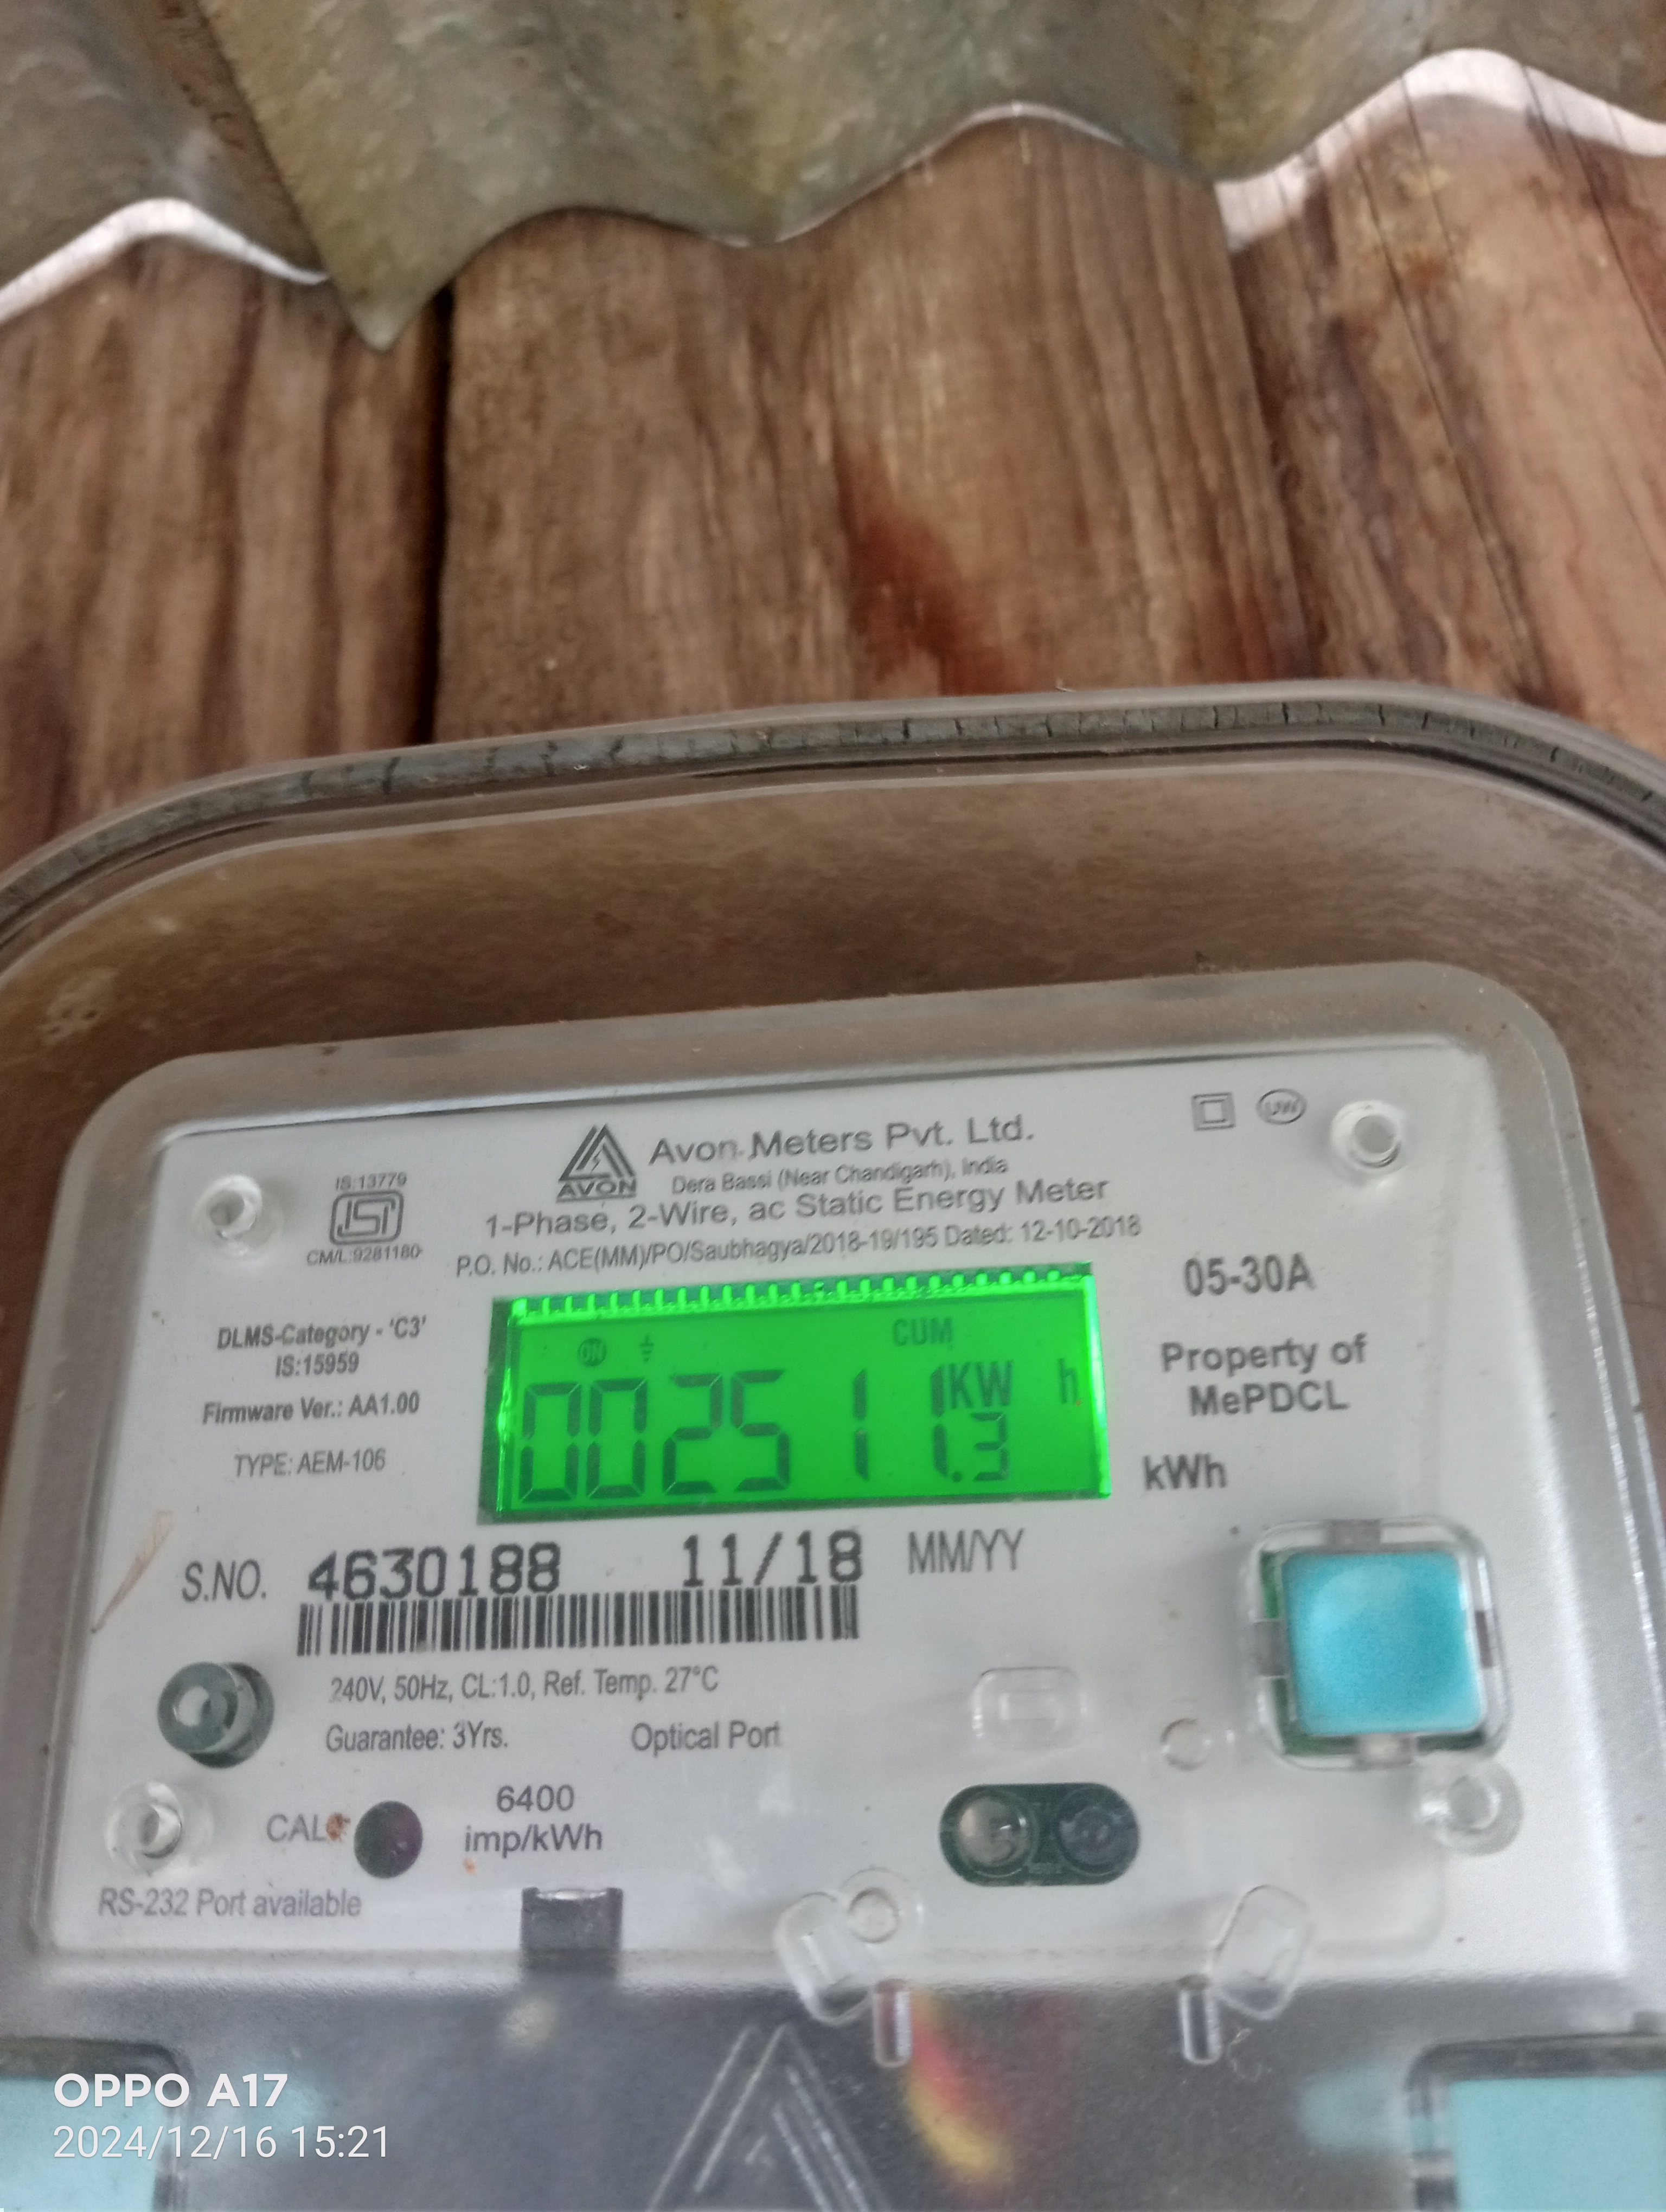 Avon Meters Pvt. Ltd.
AVON
Dera Bassi (Near Chandigarh), India
1-Phase, 2-Wire, ac Static Energy Meter
P.O. No.: ACE(MM)/PO/Saubhagya/2018-19/195 Dated: 12-10-2018
UW
IS:13779
ISI
CM/L:9281180
05-30A
DLMS-Category - 'C3'
IS:15959
Firmware Ver.: AA1.00
TYPE: AEM-106
ON CUM
002511.3 KW h
Property of
MePDCL
kWh
S.NO. 4630188 11/18 MM/YY
240V, 50Hz, CL:1.0, Ref. Temp. 27°C
Guarantee: 3Yrs. Optical Port
CAL
6400
imp/kWh
RS-232 Port available
OPPO A17
2024/12/16 15:21